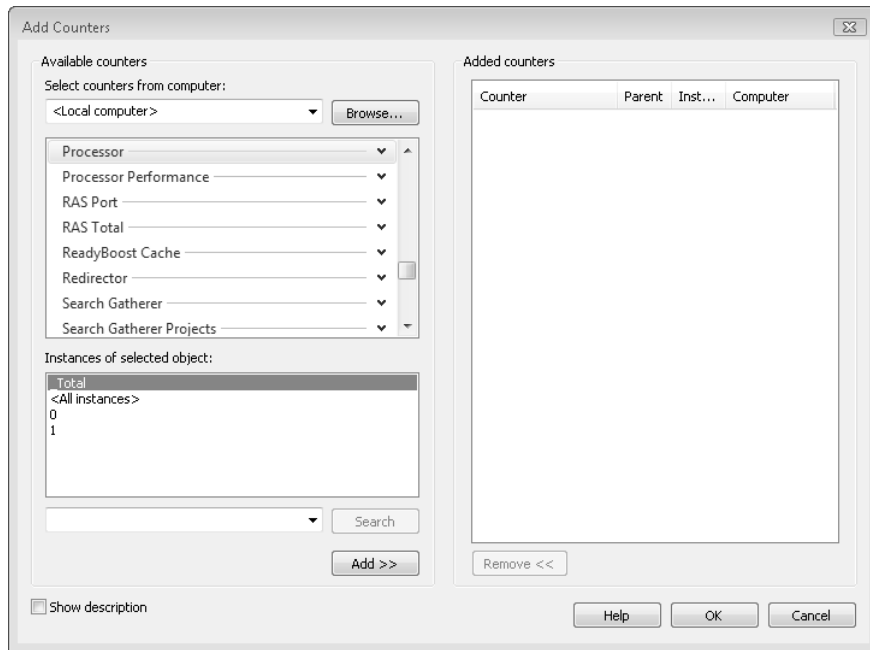 Add Counters
Available counters
Select counters from computer:
<Local computer>
Browse...
Processor
Processor Performance
RAS Port
RAS Total
ReadyBoost Cache
Redirector
Search Gatherer
Search Gatherer Projects
Instances of selected object:
_Total
<All instances>
0
1
Search
Add >>
Show description
Added counters
Counter Parent Inst... Computer
Remove <<
Help OK Cancel